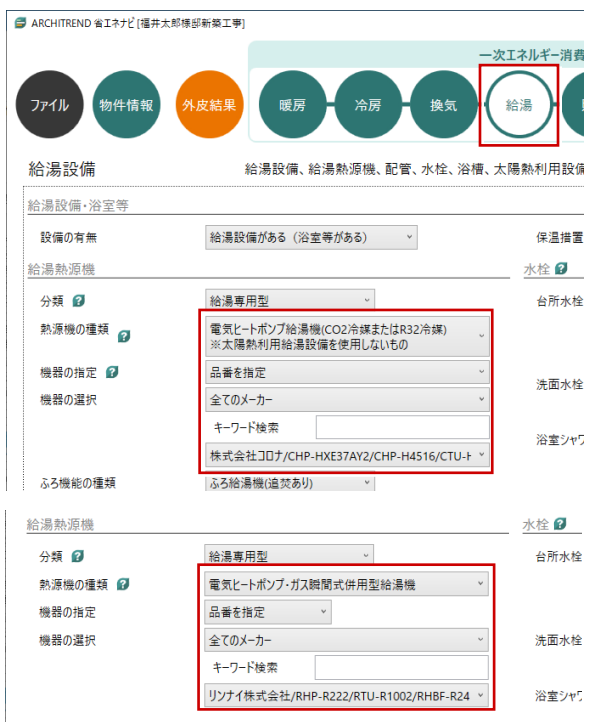 ARCHITREND 省エネナビ [福井太郎様邸新築工事]
一次エネルギー消費
ファイル 物件情報 外皮結果 暖房 冷房 換気 給湯
給湯設備 給湯設備、給湯熱源機、配管、水栓、浴槽、太陽熱利用設備
給湯設備・浴室等
設備の有無 給湯設備がある（浴室等がある） 保温措置
給湯熱源機 水栓
分類 給湯専用型 台所水栓
熱源機の種類 電気ヒートポンプ給湯機(CO2冷媒またはR32冷媒)
※太陽熱利用給湯設備を使用しないもの
機器の指定 品番を指定 洗面水栓
機器の選択 全てのメーカー
キーワード検索 浴室シャワ
株式会社コロナ/CHP-HXE37AY2/CHP-H4516/CTU-H
ふろ機能の種類 ふろ給湯機(追焚あり)
給湯熱源機 水栓
分類 給湯専用型 台所水栓
熱源機の種類 電気ヒートポンプ・ガス瞬間式併用型給湯機
機器の指定 品番を指定
機器の選択 全てのメーカー 洗面水栓
キーワード検索
リンナイ株式会社/RHP-R222/RTU-R1002/RHBF-R24 浴室シャワ